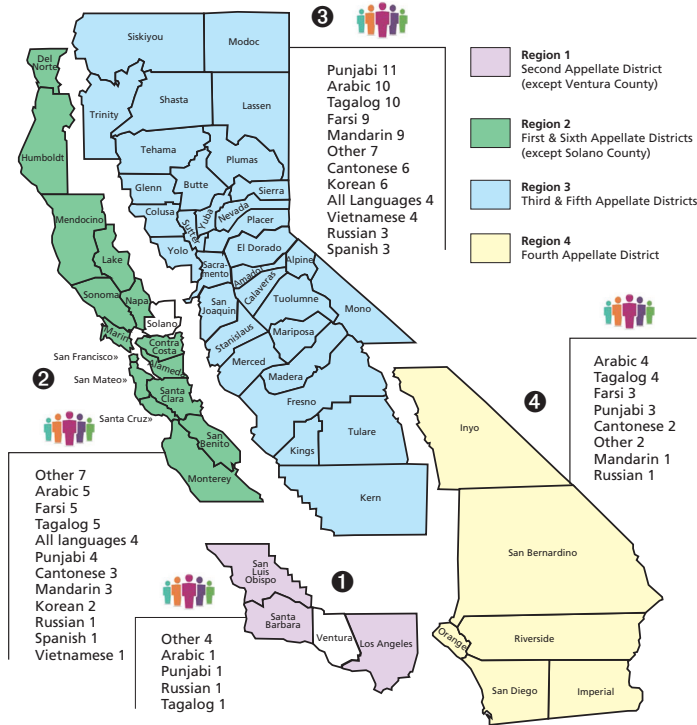 ❸
Punjabi 11
Arabic 10
Tagalog 10
Farsi 9
Mandarin 9
Other 7
Cantonese 6
Korean 6
All Languages 4
Vietnamese 4
Russian 3
Spanish 3
Region 1
Second Appellate District
(except Ventura County)
Region 2
First & Sixth Appellate Districts
(except Solano County)
Region 3
Third & Fifth Appellate Districts
Region 4
Fourth Appellate District
Del
Norte
Siskiyou
Modoc
Humboldt
Trinity
Shasta
Lassen
Tehama
Plumas
Mendocino
Glenn
Butte
Sierra
Colusa
Sutter
Yuba
Nevada
Placer
Lake
Yolo
El Dorado
Sonoma
Napa
Sacra-
mento
Amador
Alpine
Solano
Calaveras
Marin
San
Joaquin
Tuolumne
Mono
Contra
Costa
San Francisco»
Alameda
Stanislaus
Mariposa
San Mateo»
Santa
Clara
Merced
Madera
Santa Cruz»
San
Benito
Fresno
Monterey
Kings
Tulare
Inyo
Kern
San Bernardino
❷
Other 7
Arabic 5
Farsi 5
Tagalog 5
All languages 4
Punjabi 4
Cantonese 3
Mandarin 3
Korean 2
Russian 1
Spanish 1
Vietnamese 1
❶
Other 4
Arabic 1
Punjabi 1
Russian 1
Tagalog 1
San
Luis
Obispo
Santa
Barbara
Ventura
Los Angeles
❹
Arabic 4
Tagalog 4
Farsi 3
Punjabi 3
Cantonese 2
Other 2
Mandarin 1
Russian 1
Orange
Riverside
San Diego
Imperial